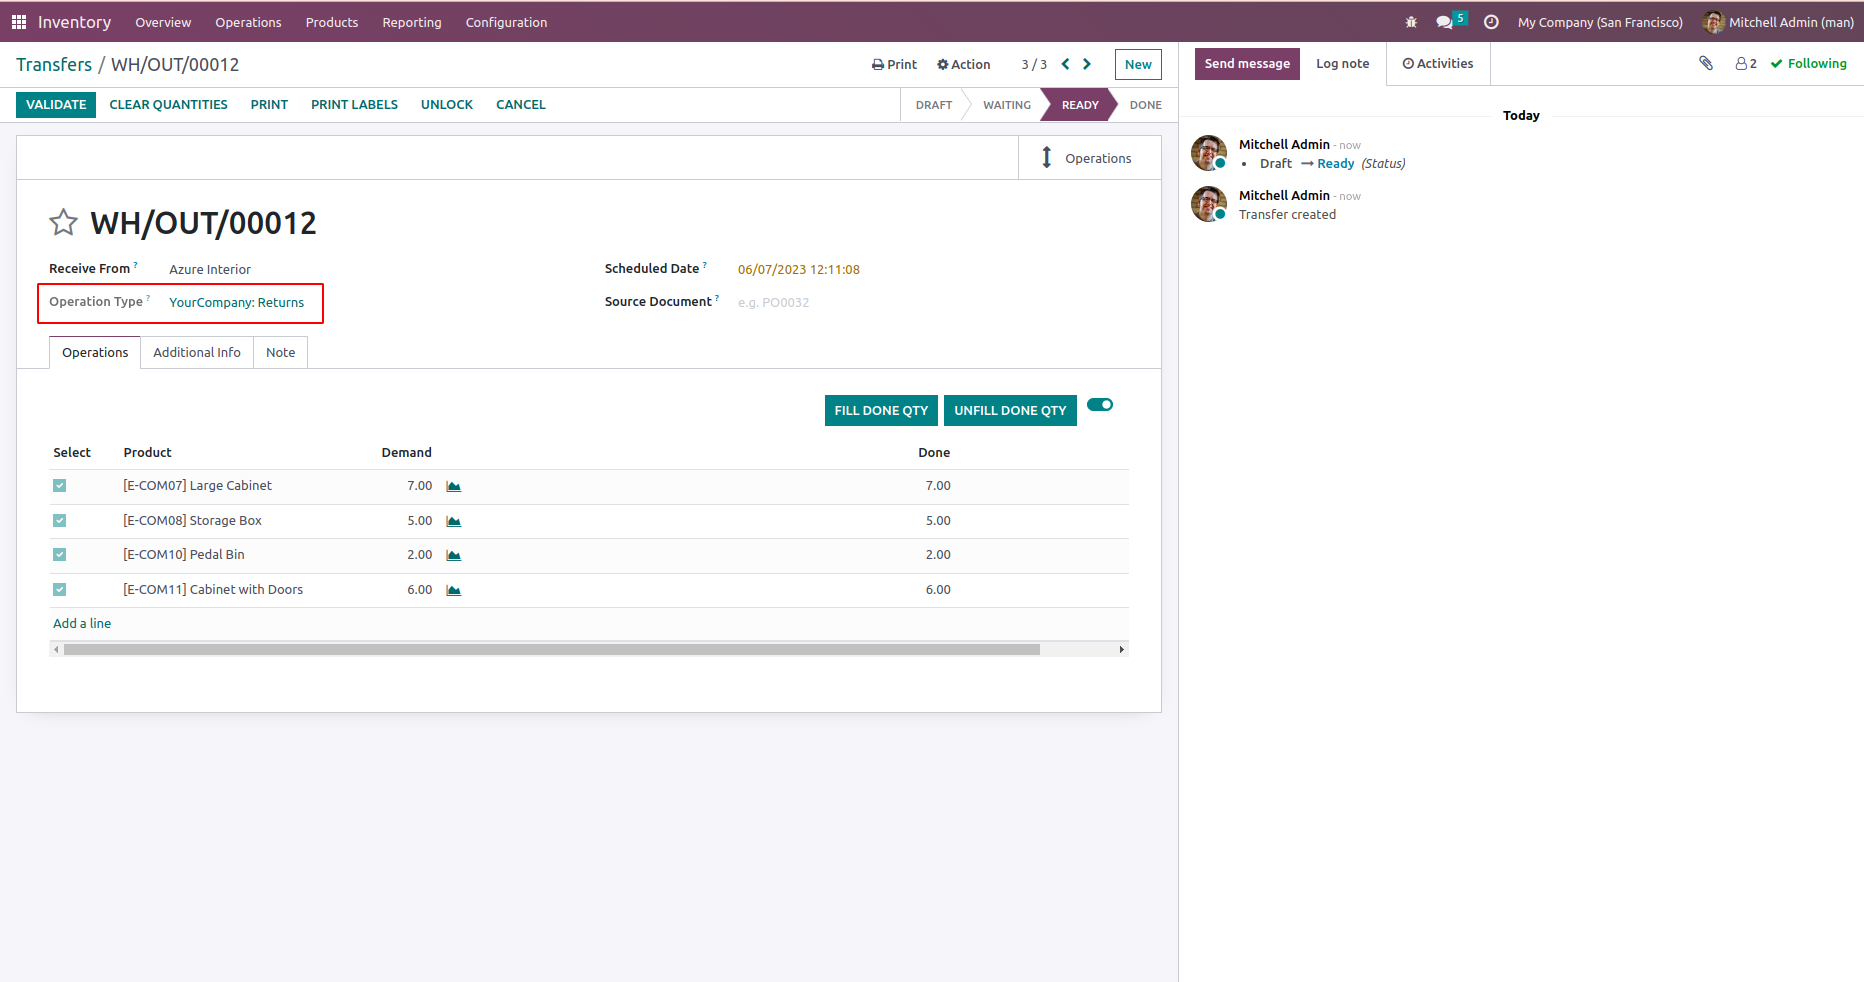 Inventory Overview Operations Products Reporting Configuration 5 My Company (San Francisco) Mitchell Admin (man)
Transfers / WH/OUT/00012 Print Action 3 / 3 New
VALIDATE CLEAR QUANTITIES PRINT PRINT LABELS UNLOCK CANCEL DRAFT WAITING READY DONE
Operations
WH/OUT/00012
Receive From ? Azure Interior Scheduled Date ? 06/07/2023 12:11:08
Operation Type ? YourCompany: Returns Source Document ? e.g. PO0032
Operations Additional Info Note
FILL DONE QTY UNFILL DONE QTY
Select Product Demand Done
[E-COM07] Large Cabinet 7.00 7.00
[E-COM08] Storage Box 5.00 5.00
[E-COM10] Pedal Bin 2.00 2.00
[E-COM11] Cabinet with Doors 6.00 6.00
Add a line
Send message Log note Activities 2 Following
Today
Mitchell Admin - now
• Draft → Ready (Status)
Mitchell Admin - now
Transfer created